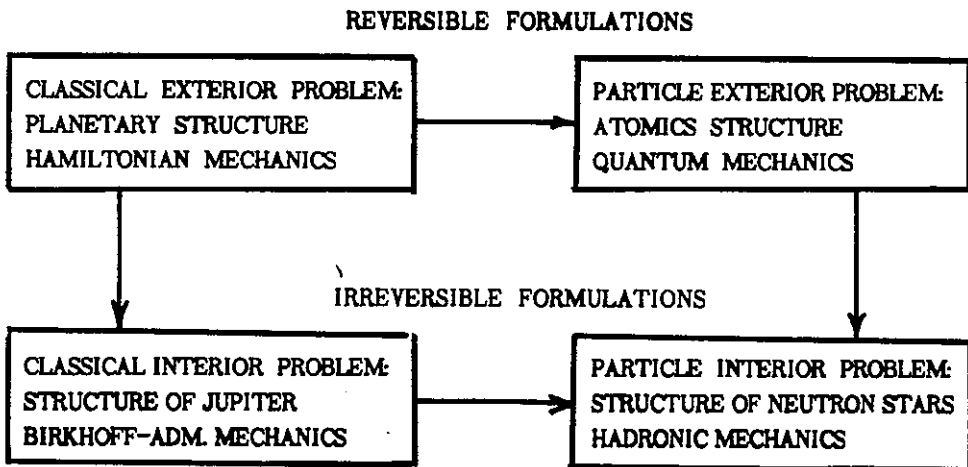 REVERSIBLE FORMULATIONS
CLASSICAL EXTERIOR PROBLEM:
PLANETARY STRUCTURE
HAMILTONIAN MECHANICS
PARTICLE EXTERIOR PROBLEM:
ATOMICS STRUCTURE
QUANTUM MECHANICS
IRREVERSIBLE FORMULATIONS
CLASSICAL INTERIOR PROBLEM:
STRUCTURE OF JUPITER
BIRKHOFF-ADM. MECHANICS
PARTICLE INTERIOR PROBLEM:
STRUCTURE OF NEUTRON STARS
HADRONIC MECHANICS